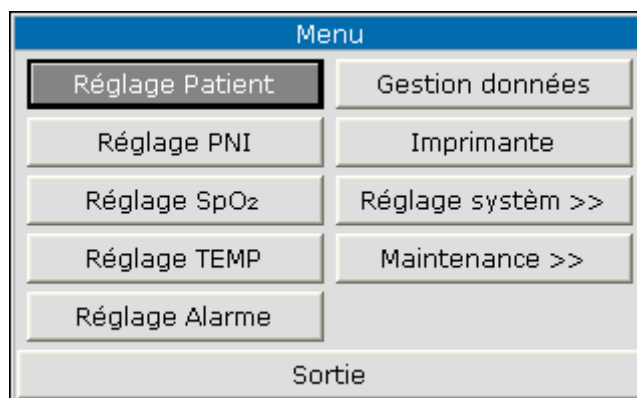 Menu
Réglage Patient
Gestion données
Réglage PNI
Imprimante
Réglage SpO₂
Réglage systèm >>
Réglage TEMP
Maintenance >>
Réglage Alarme
Sortie